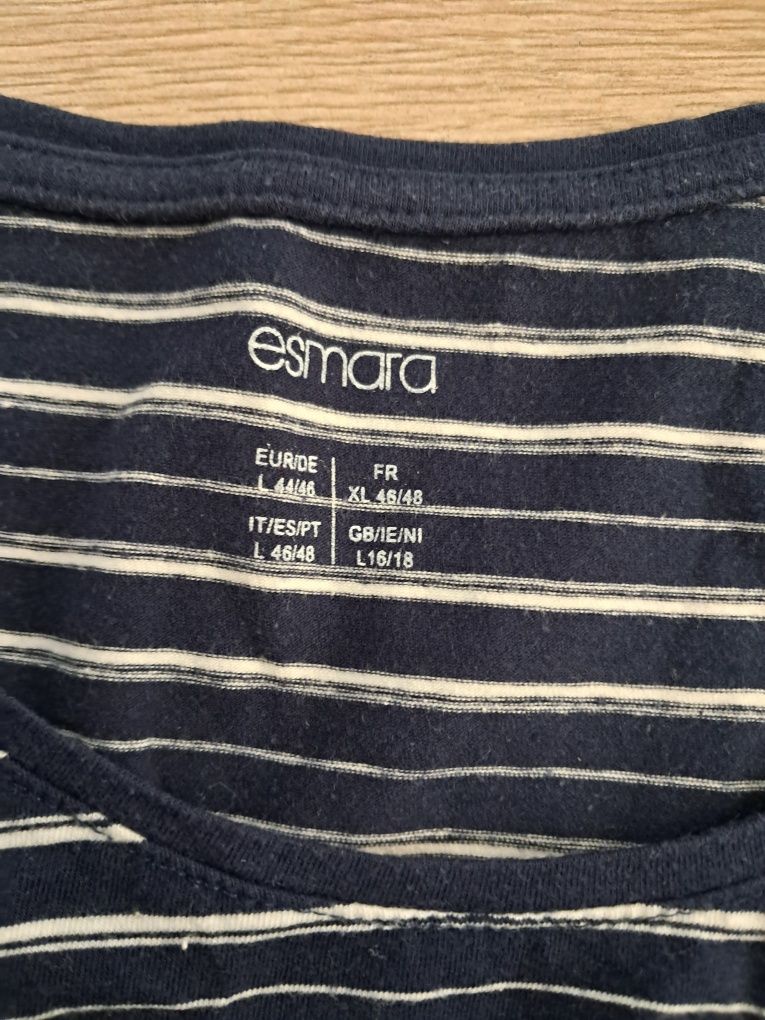 esmara
EUR/DE
L 44/46
FR
XL 46/48
IT/ES/PT
L 46/48
GB/IE/NI
L16/18